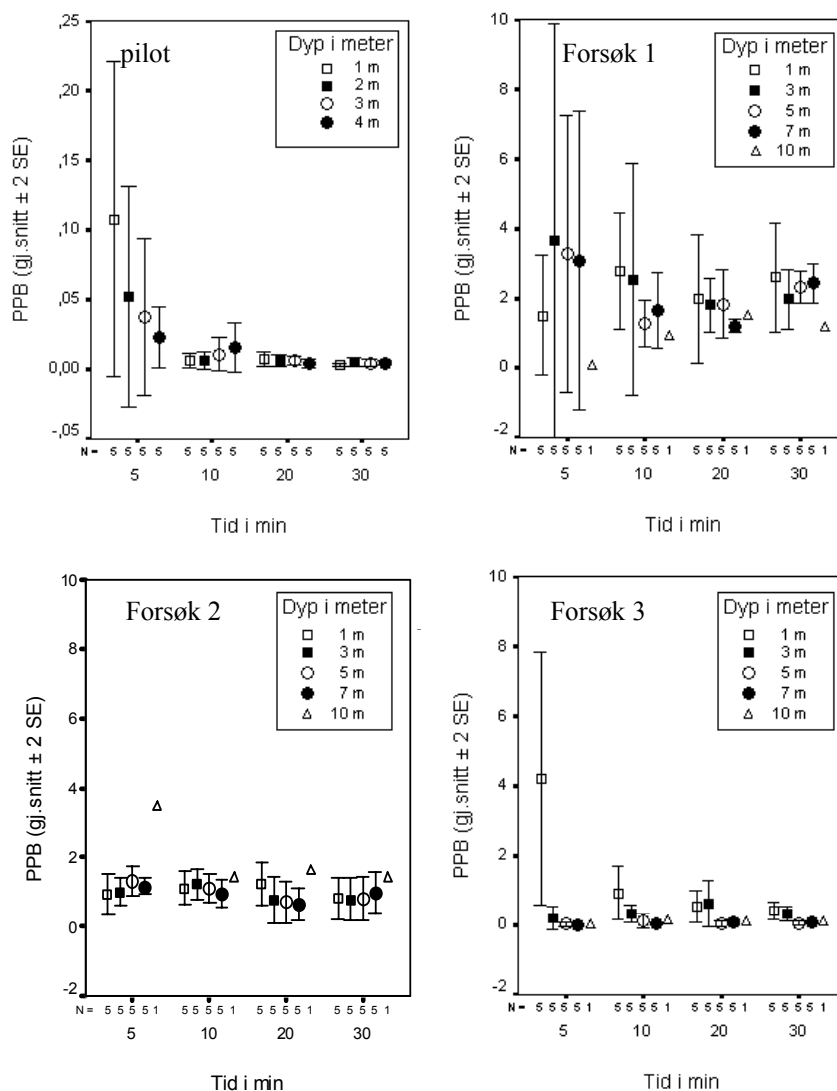 pilot
Dyp i meter
1 m
2 m
3 m
4 m
PPB (gj.snitt ± 2 SE)
,25
,20
,15
,10
,05
0,00
-,05
N = 5 5 5 5 5 5 5 5 5 5 5 5 5 5 5 5
5 10 20 30
Tid i min
Forsøk 1
Dyp i meter
1 m
3 m
5 m
7 m
10 m
PPB (gj.snitt ± 2 SE)
10
8
6
4
2
0
-2
N = 5 5 5 5 1 5 5 5 5 1 5 5 5 5 1 5 5 5 5 1
5 10 20 30
Tid i min
Forsøk 2
Dyp i meter
1 m
3 m
5 m
7 m
10 m
PPB (gj.snitt ± 2 SE)
10
8
6
4
2
0
-2
N = 5 5 5 5 1 5 5 5 5 1 5 5 5 5 1 5 5 5 5 1
5 10 20 30
Tid i min
Forsøk 3
Dyp i meter
1 m
3 m
5 m
7 m
10 m
PPB (gj.snitt ± 2 SE)
10
8
6
4
2
0
-2
N = 5 5 5 5 1 5 5 5 5 1 5 5 5 5 1 5 5 5 5 1
5 10 20 30
Tid i min